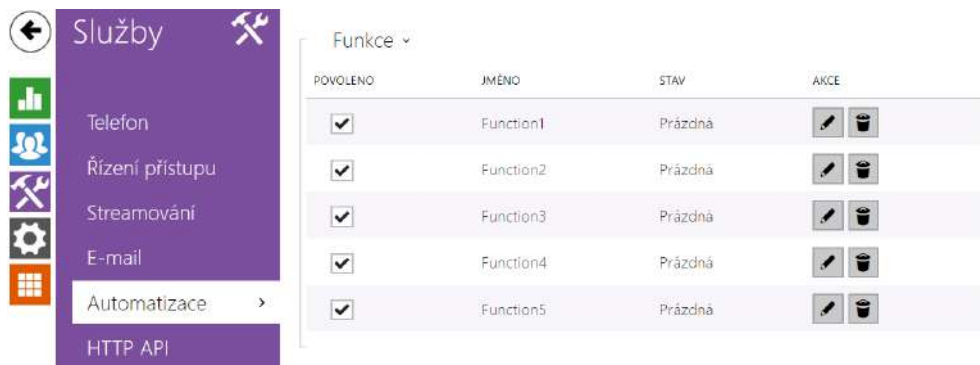 Služby
Telefon
Řízení přístupu
Streamování
E-mail
Automatizace
HTTP API
Funkce
POVOLENO JMÉNO STAV AKCE
Function1 Prázdná
Function2 Prázdná
Function3 Prázdná
Function4 Prázdná
Function5 Prázdná